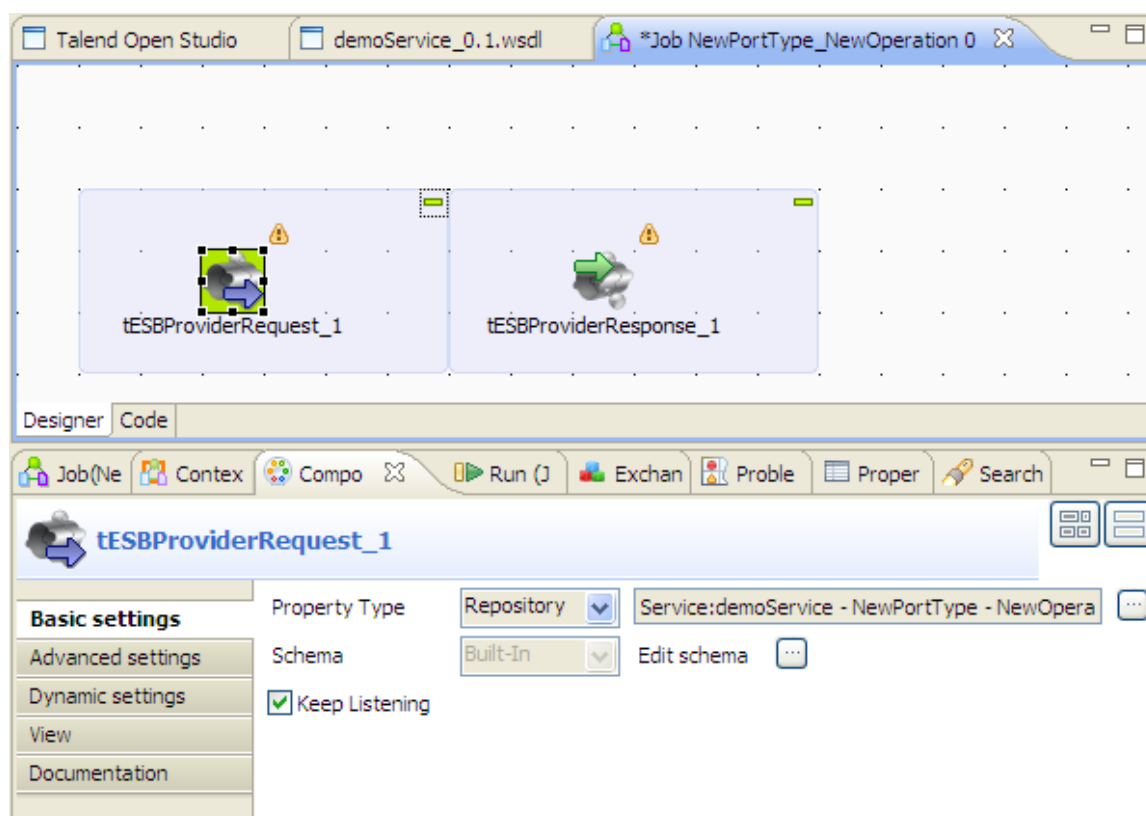 Talend Open Studio demoService_0.1.wsdl *Job NewPortType_NewOperation 0
tESBProviderRequest_1 tESBProviderResponse_1
Designer Code
Job(Ne Contex Compo Run (J Exchan Proble Proper Search
tESBProviderRequest_1
Basic settings Property Type Repository Service:demoService - NewPortType - NewOpera ...
Advanced settings Schema Built-In Edit schema ...
Dynamic settings Keep Listening
View
Documentation